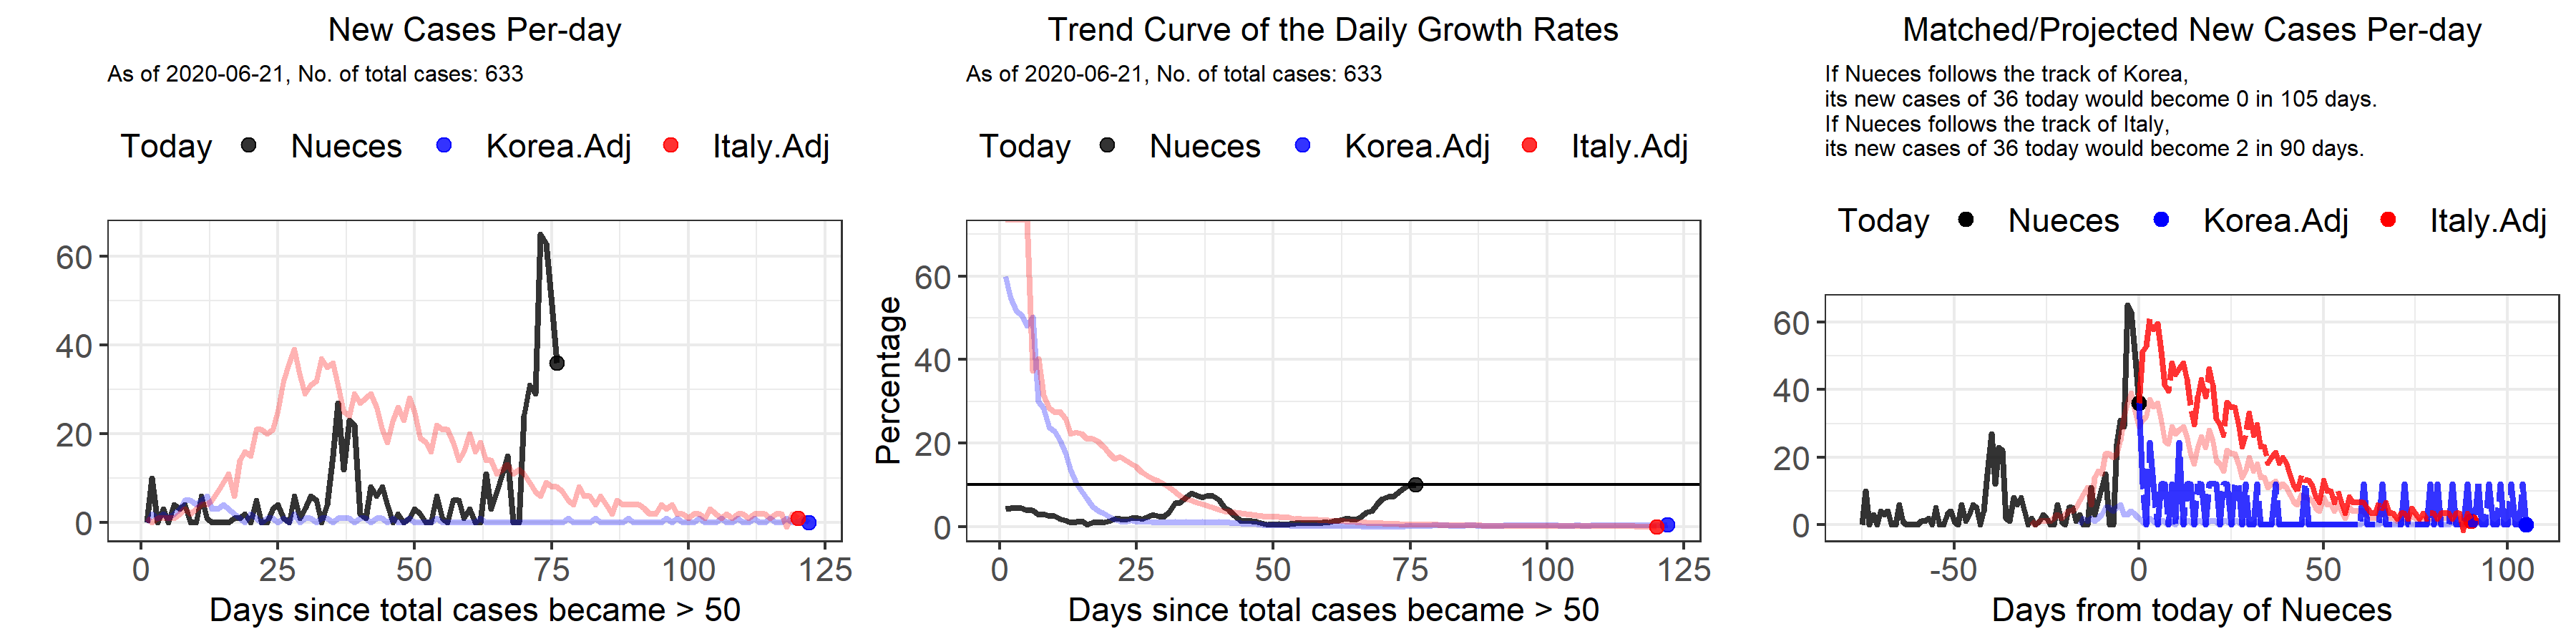 New Cases Per-day
As of 2020-06-21, No. of total cases: 633
Today Nueces Korea.Adj Italy.Adj
60
40
20
0
0 25 50 75 100 125
Days since total cases became > 50
Trend Curve of the Daily Growth Rates
As of 2020-06-21, No. of total cases: 633
Today Nueces Korea.Adj Italy.Adj
Percentage
60
40
20
0
0 25 50 75 100 125
Days since total cases became > 50
Matched/Projected New Cases Per-day
If Nueces follows the track of Korea,
its new cases of 36 today would become 0 in 105 days.
If Nueces follows the track of Italy,
its new cases of 36 today would become 2 in 90 days.
Today Nueces Korea.Adj Italy.Adj
60
40
20
0
-50 0 50 100
Days from today of Nueces